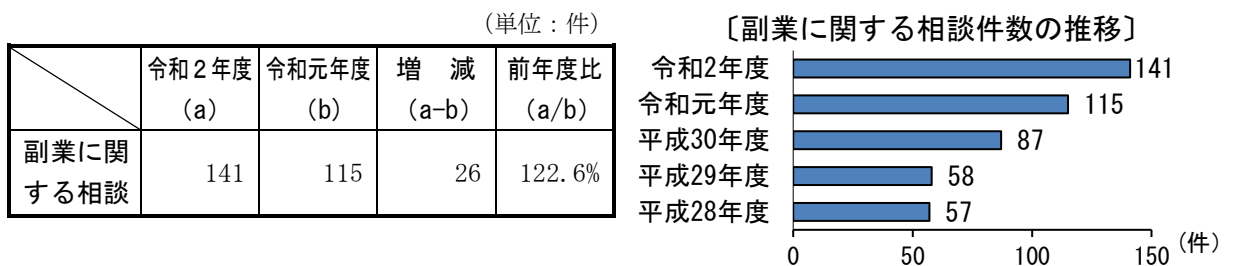 （単位：件）
令和２年度 令和元年度 増　減 前年度比
（a） （b） （a-b） （a/b）
副業に関
する相談
141 115 26 122.6%
〔副業に関する相談件数の推移〕
令和2年度 141
令和元年度 115
平成30年度 87
平成29年度 58
平成28年度 57
0 50 100 150 （件）